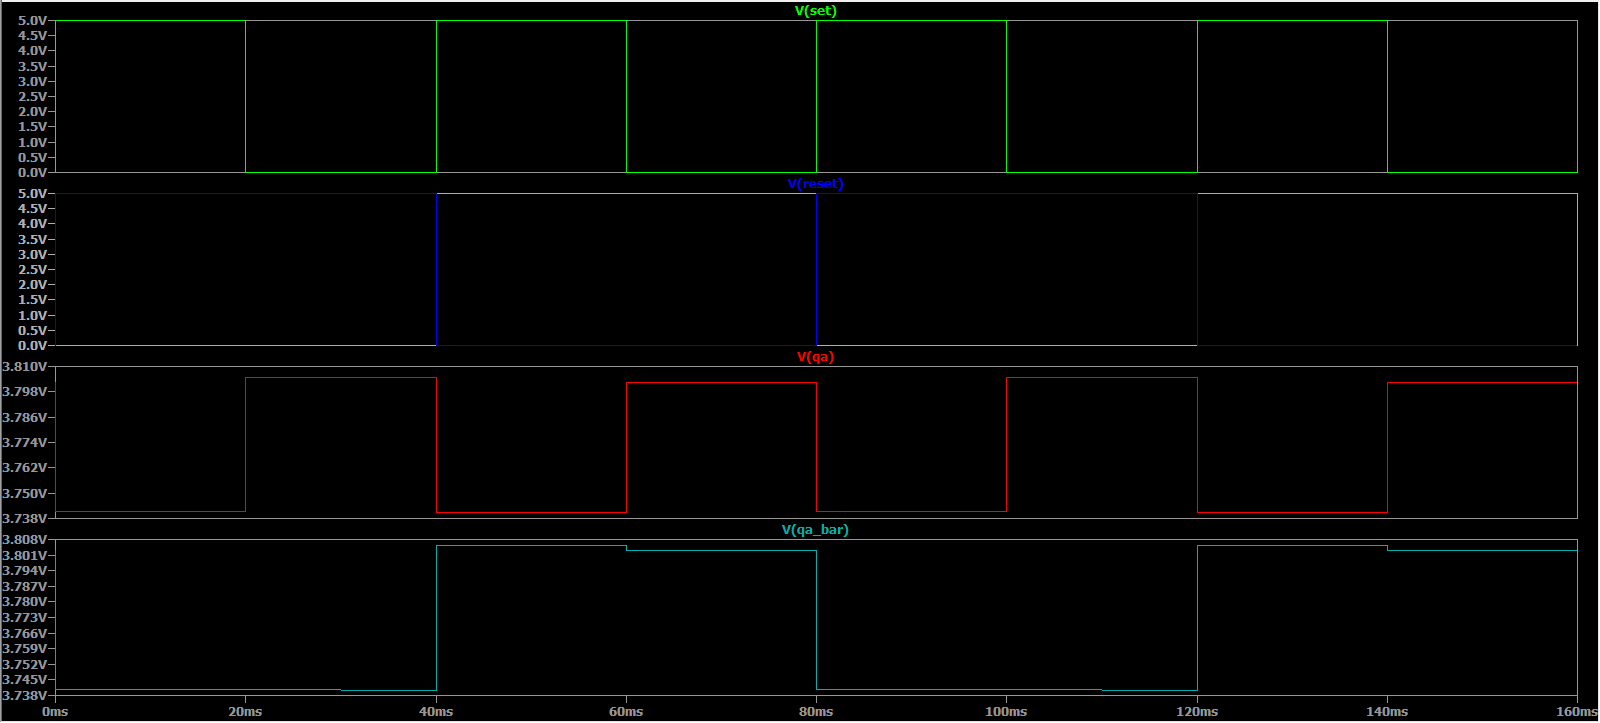 V(set)
5.0V
4.5V
4.0V
3.5V
3.0V
2.5V
2.0V
1.5V
1.0V
0.5V
0.0V
V(reset)
5.0V
4.5V
4.0V
3.5V
3.0V
2.5V
2.0V
1.5V
1.0V
0.5V
0.0V
V(qa)
3.810V
3.798V
3.786V
3.774V
3.762V
3.750V
3.738V
V(qa_bar)
3.808V
3.801V
3.794V
3.787V
3.780V
3.773V
3.766V
3.759V
3.752V
3.745V
3.738V
0ms 20ms 40ms 60ms 80ms 100ms 120ms 140ms 160ms